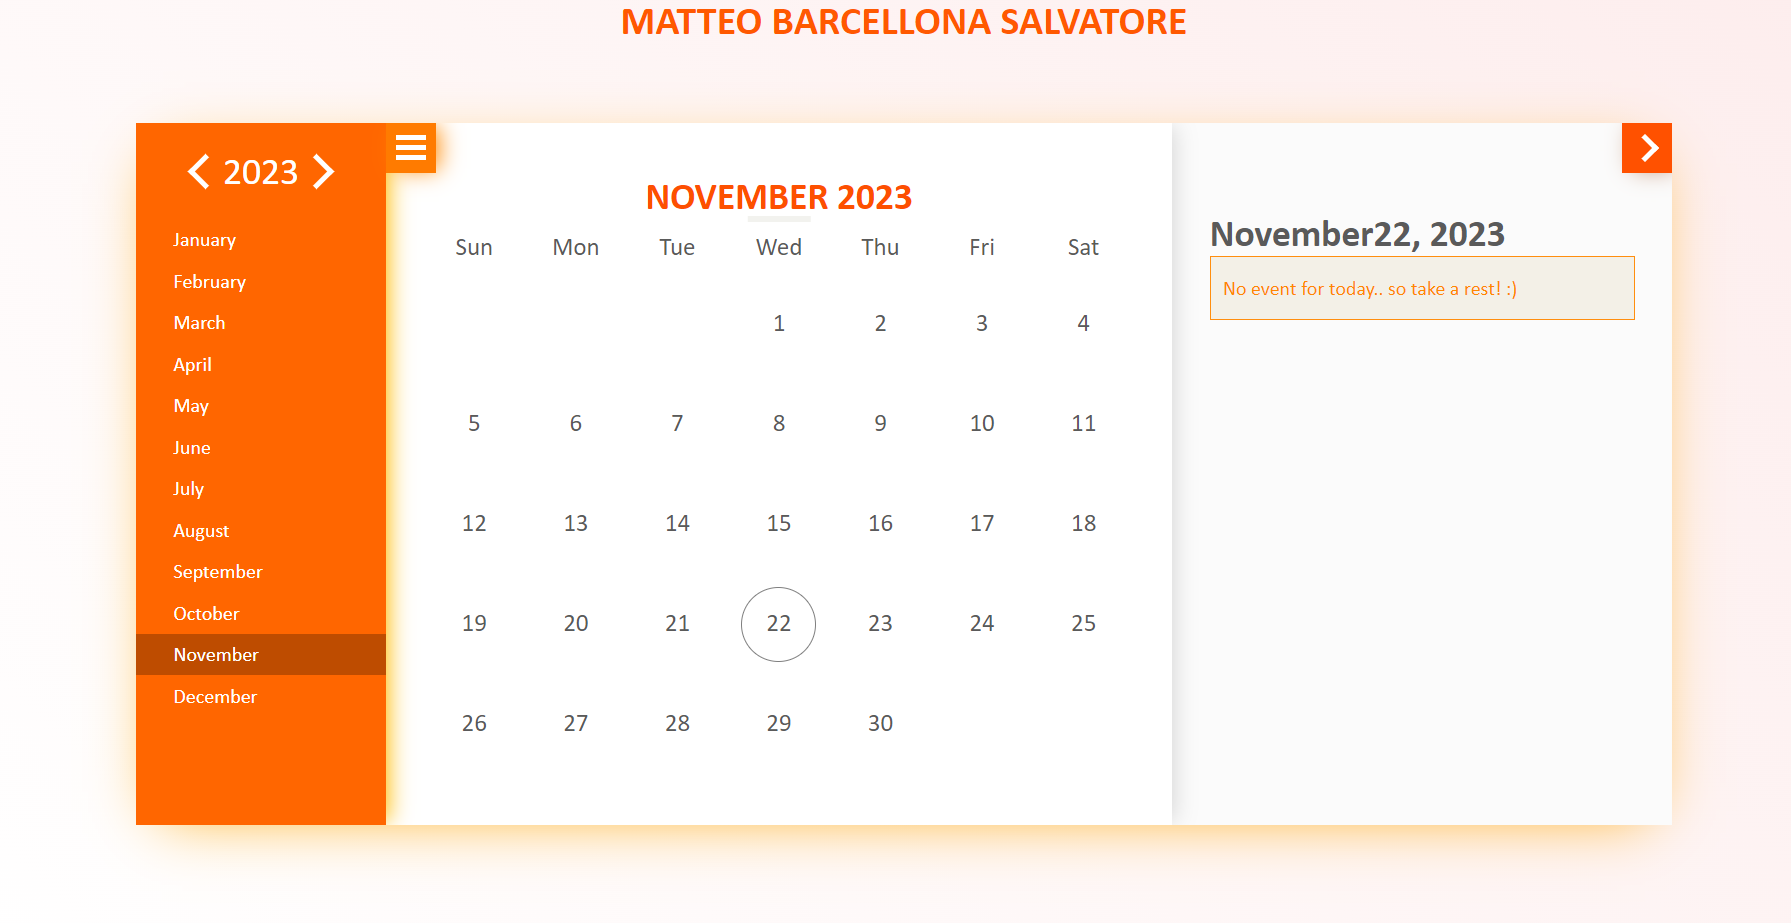 MATTEO BARCELLONA SALVATORE
2023
January
February
March
April
May
June
July
August
September
October
November
December
NOVEMBER 2023
Sun Mon Tue Wed Thu Fri Sat
1 2 3 4
5 6 7 8 9 10 11
12 13 14 15 16 17 18
19 20 21 22 23 24 25
26 27 28 29 30
November22, 2023
No event for today.. so take a rest! :)